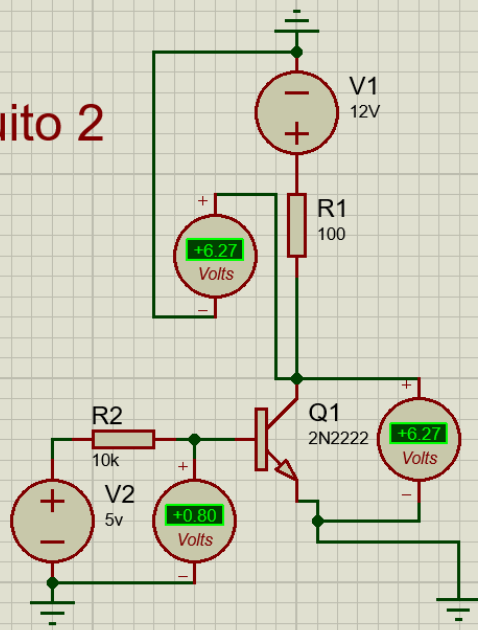 V1
12V
uito 2
R1
100
+6.27
Volts
Q1
2N2222
+6.27
Volts
R2
10k
V2
5v
+0.80
Volts